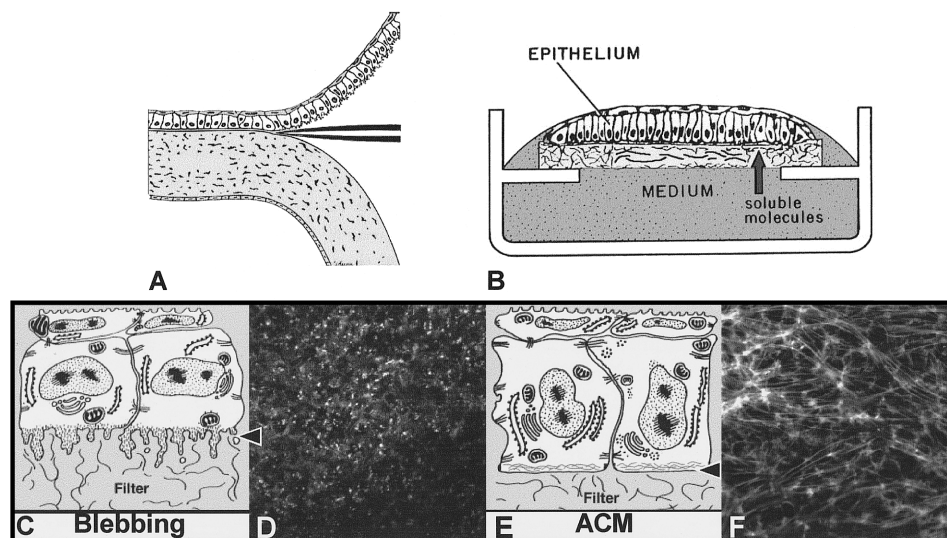 A
B
EPITHELIUM
MEDIUM
soluble
molecules
Filter
C
Blebbing
D
Filter
E
ACM
F